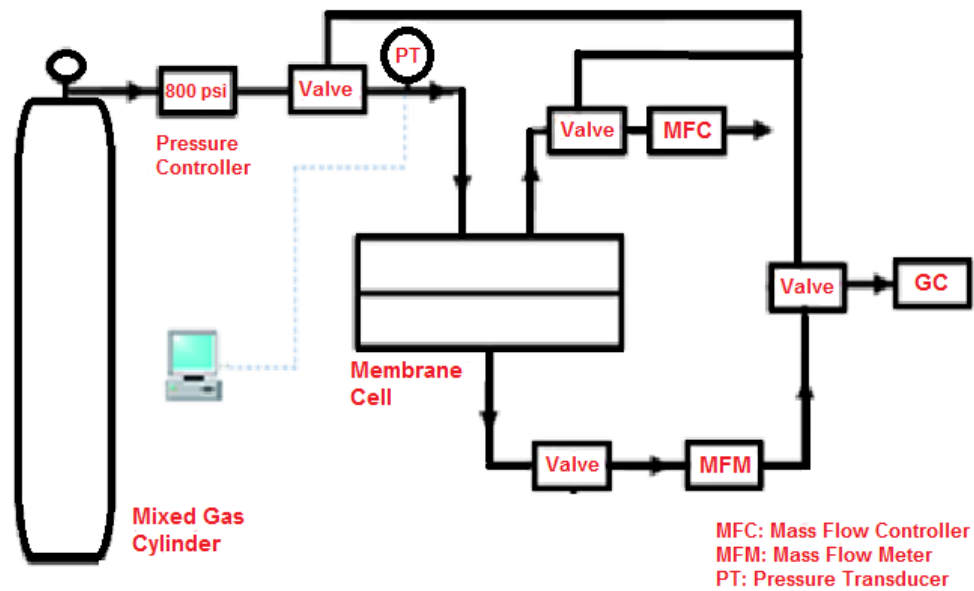 PT
800 psi
Valve
Pressure
Controller
Valve
MFC
Valve
GC
Membrane
Cell
Valve
MFM
Mixed Gas
Cylinder
MFC: Mass Flow Controller
MFM: Mass Flow Meter
PT: Pressure Transducer